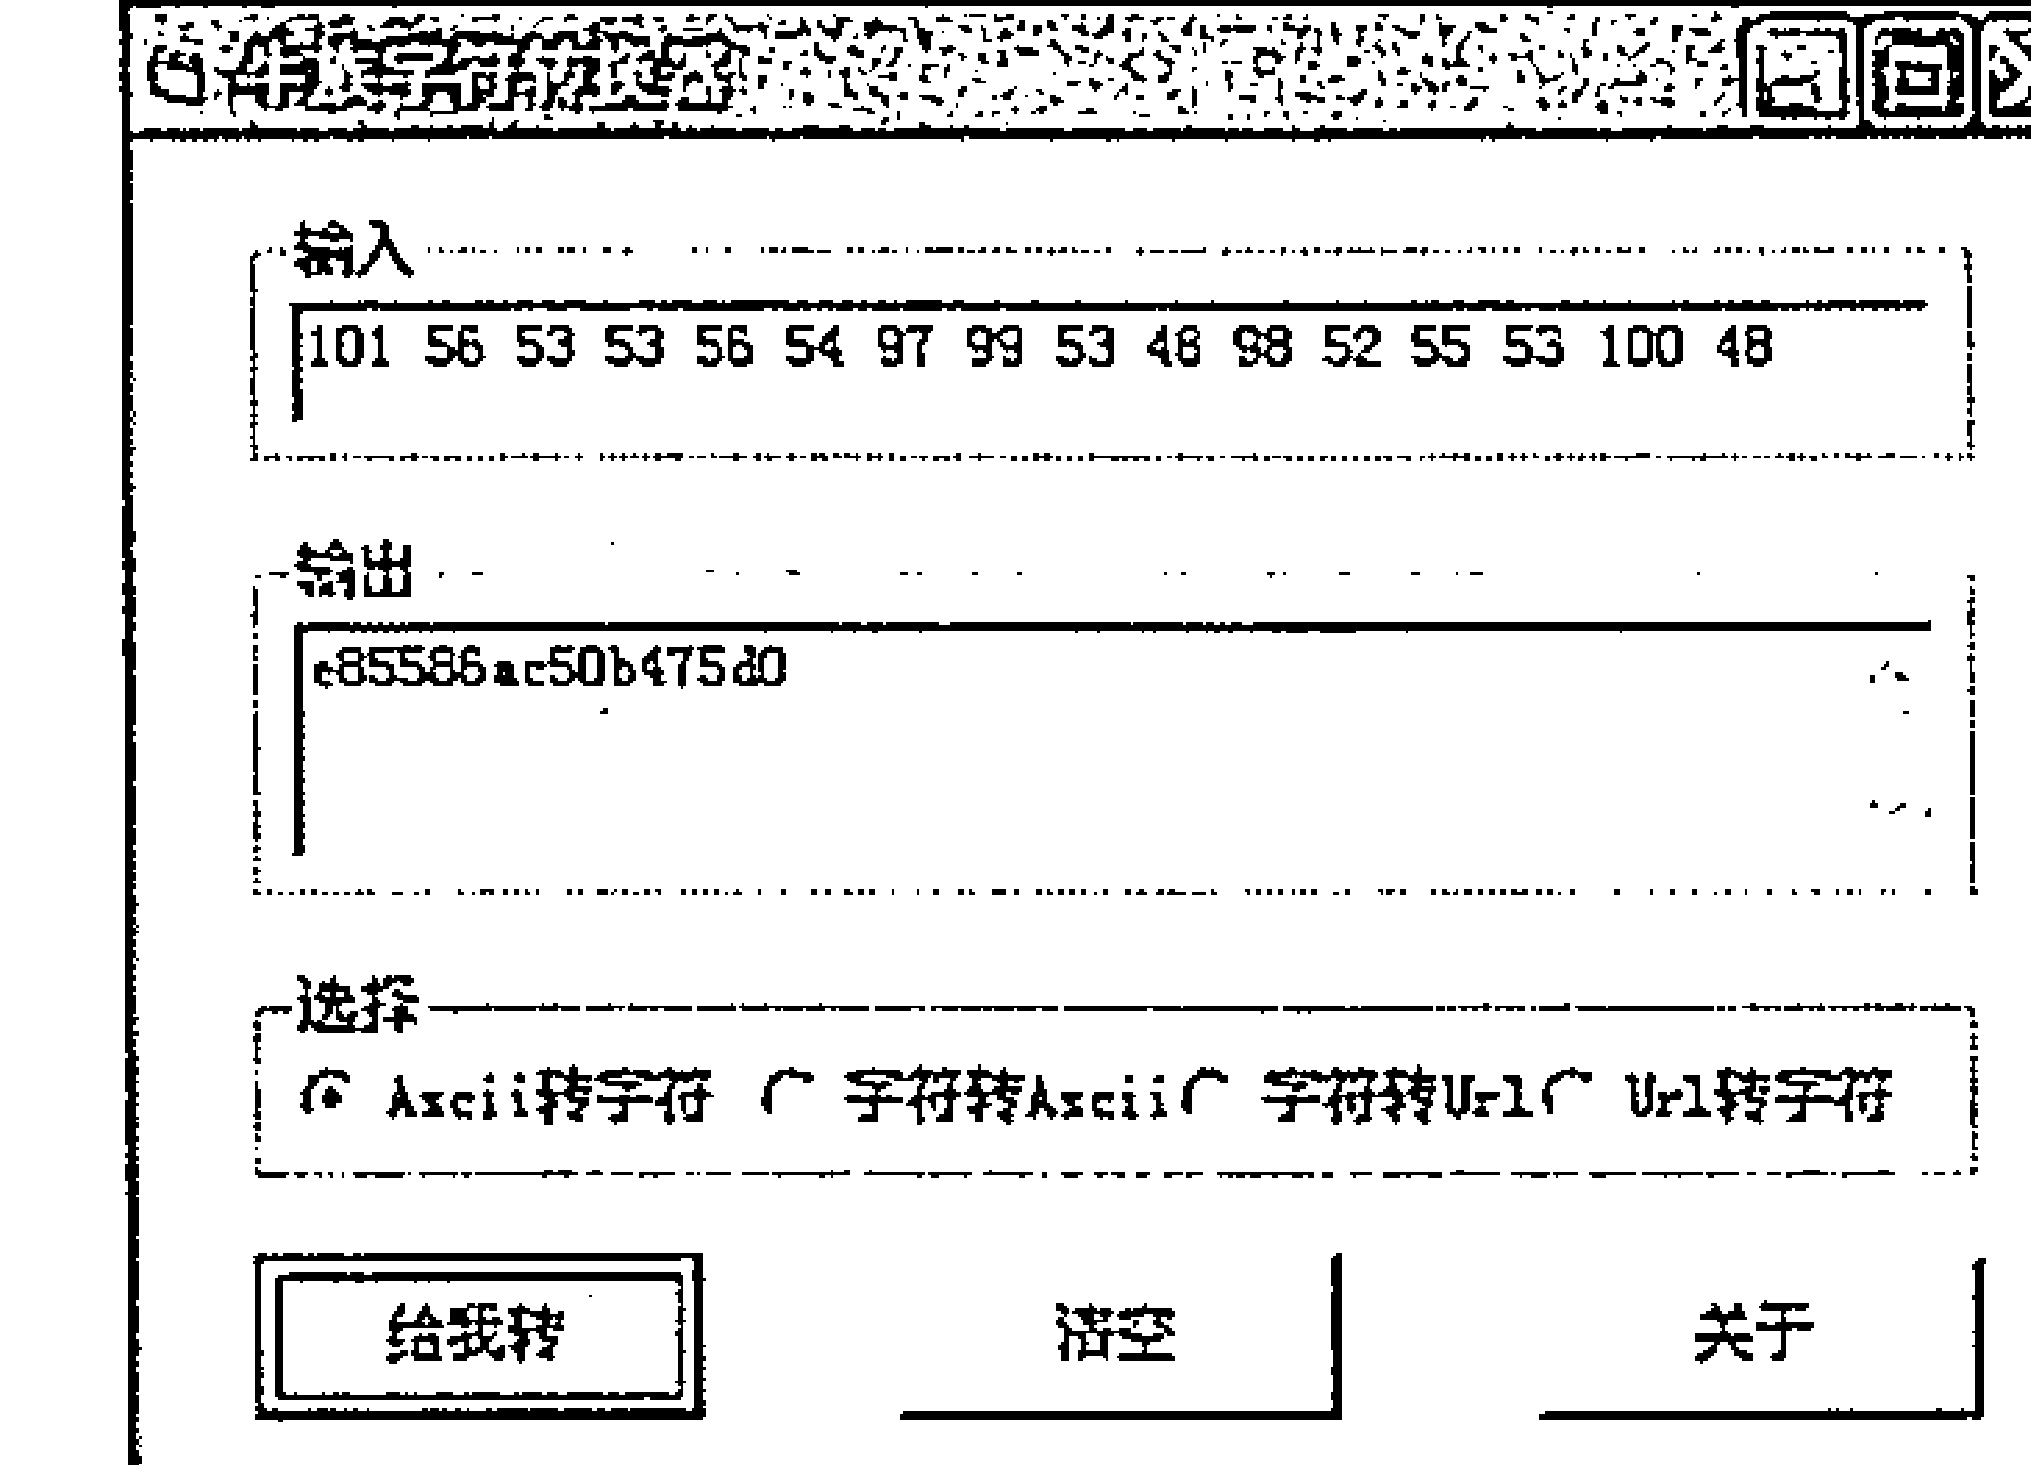 输入
101 56 53 53 56 54 97 99 53 48 98 52 55 53 100 48
输出
e85586ac50b475d0
选择
Ascii转字符 字符转Ascii 字符转Url Url转字符
给我转 清空 关于